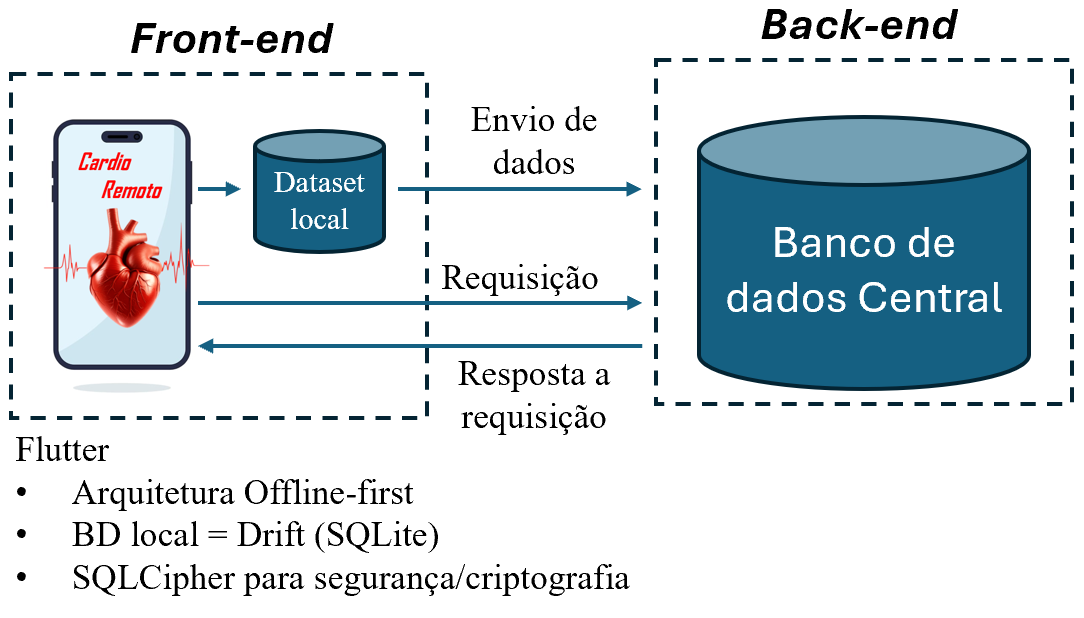 Front-end
Back-end
Cardio
Remoto
Dataset
local
Envio de
dados
Requisição
Resposta a
requisição
Banco de
dados Central
Flutter
• Arquitetura Offline-first
• BD local = Drift (SQLite)
• SQLCipher para segurança/criptografia